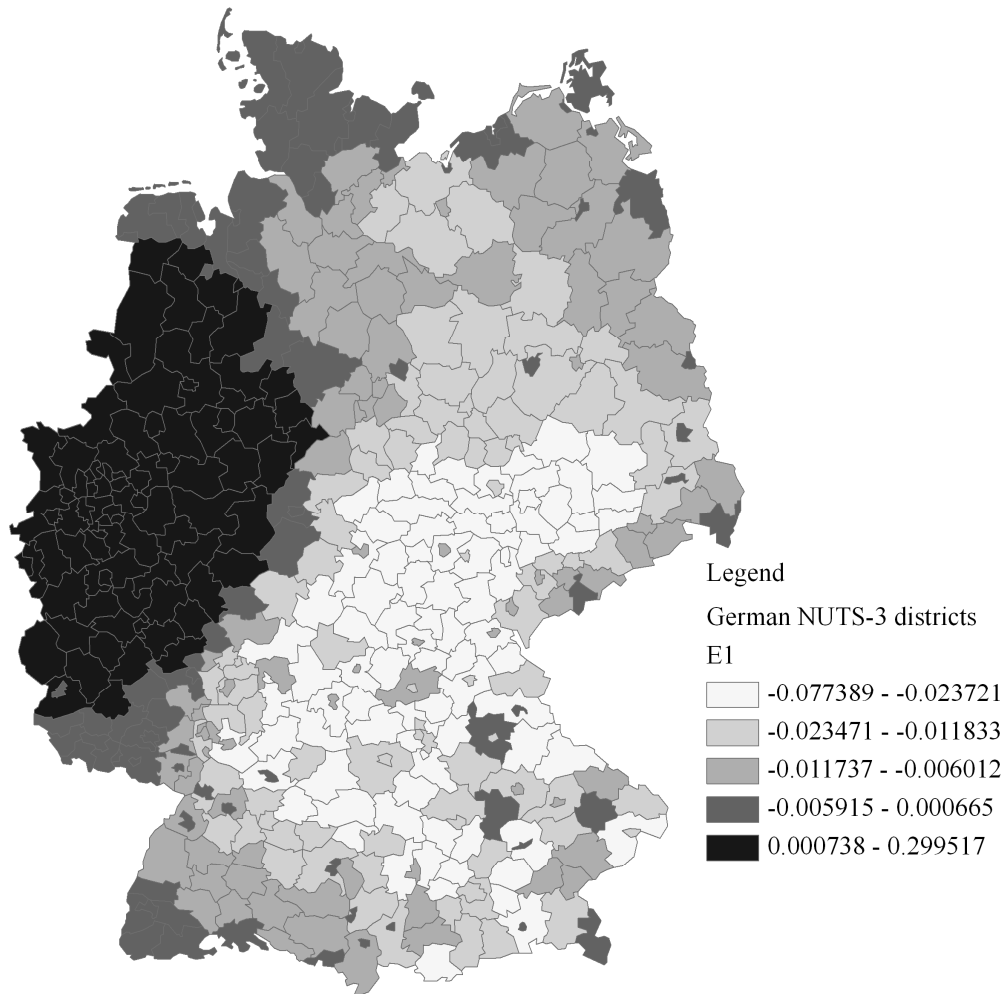 Legend
German NUTS-3 districts
E1
-0.077389 - -0.023721
-0.023471 - -0.011833
-0.011737 - -0.006012
-0.005915 - 0.000665
0.000738 - 0.299517